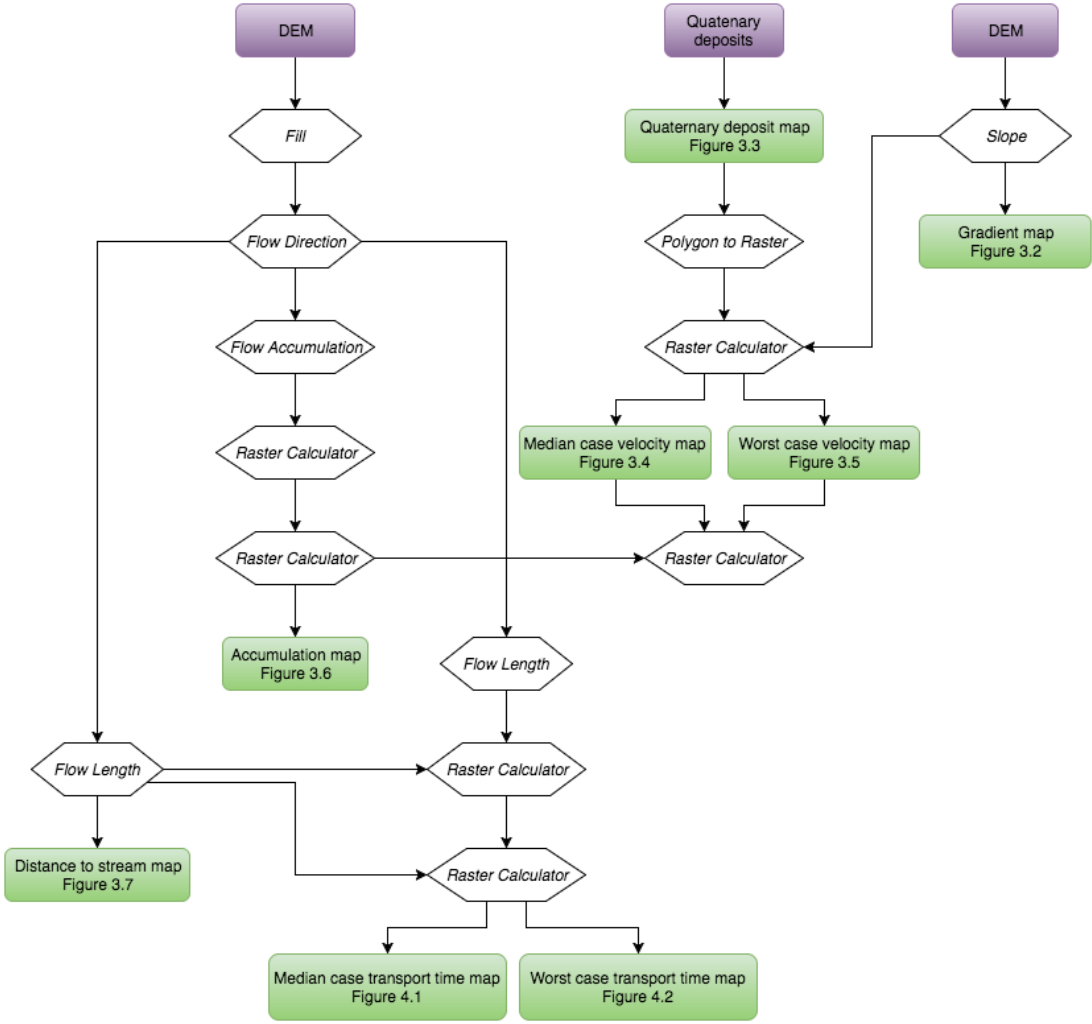 DEM
Quatenary
deposits
DEM
Fill
Quaternary deposit map
Figure 3.3
Slope
Flow Direction
Polygon to Raster
Gradient map
Figure 3.2
Flow Accumulation
Raster Calculator
Raster Calculator
Median case velocity map
Figure 3.4
Worst case velocity map
Figure 3.5
Raster Calculator
Raster Calculator
Accumulation map
Figure 3.6
Flow Length
Flow Length
Raster Calculator
Distance to stream map
Figure 3.7
Raster Calculator
Median case transport time map
Figure 4.1
Worst case transport time map
Figure 4.2